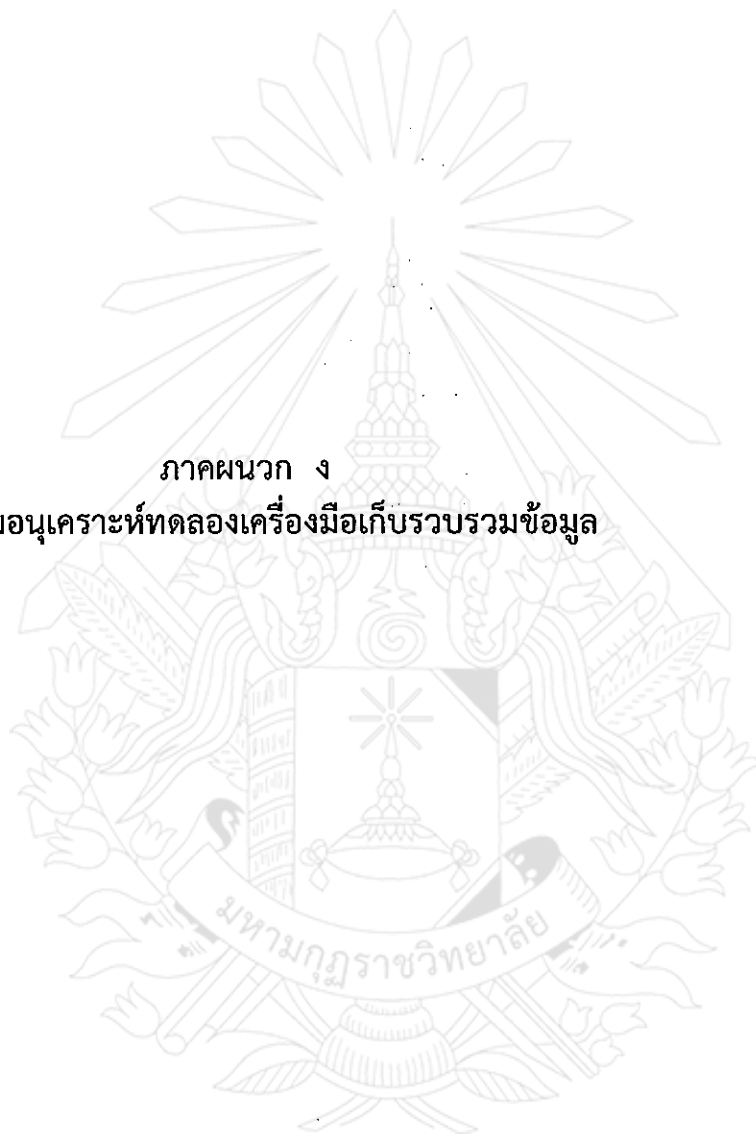 ภาคผนวก ง
อนุเคราะห์ทดลองเครื่องมือเก็บรวบรวมข้อมูล
มหามกุฏราชวิทยาลัย